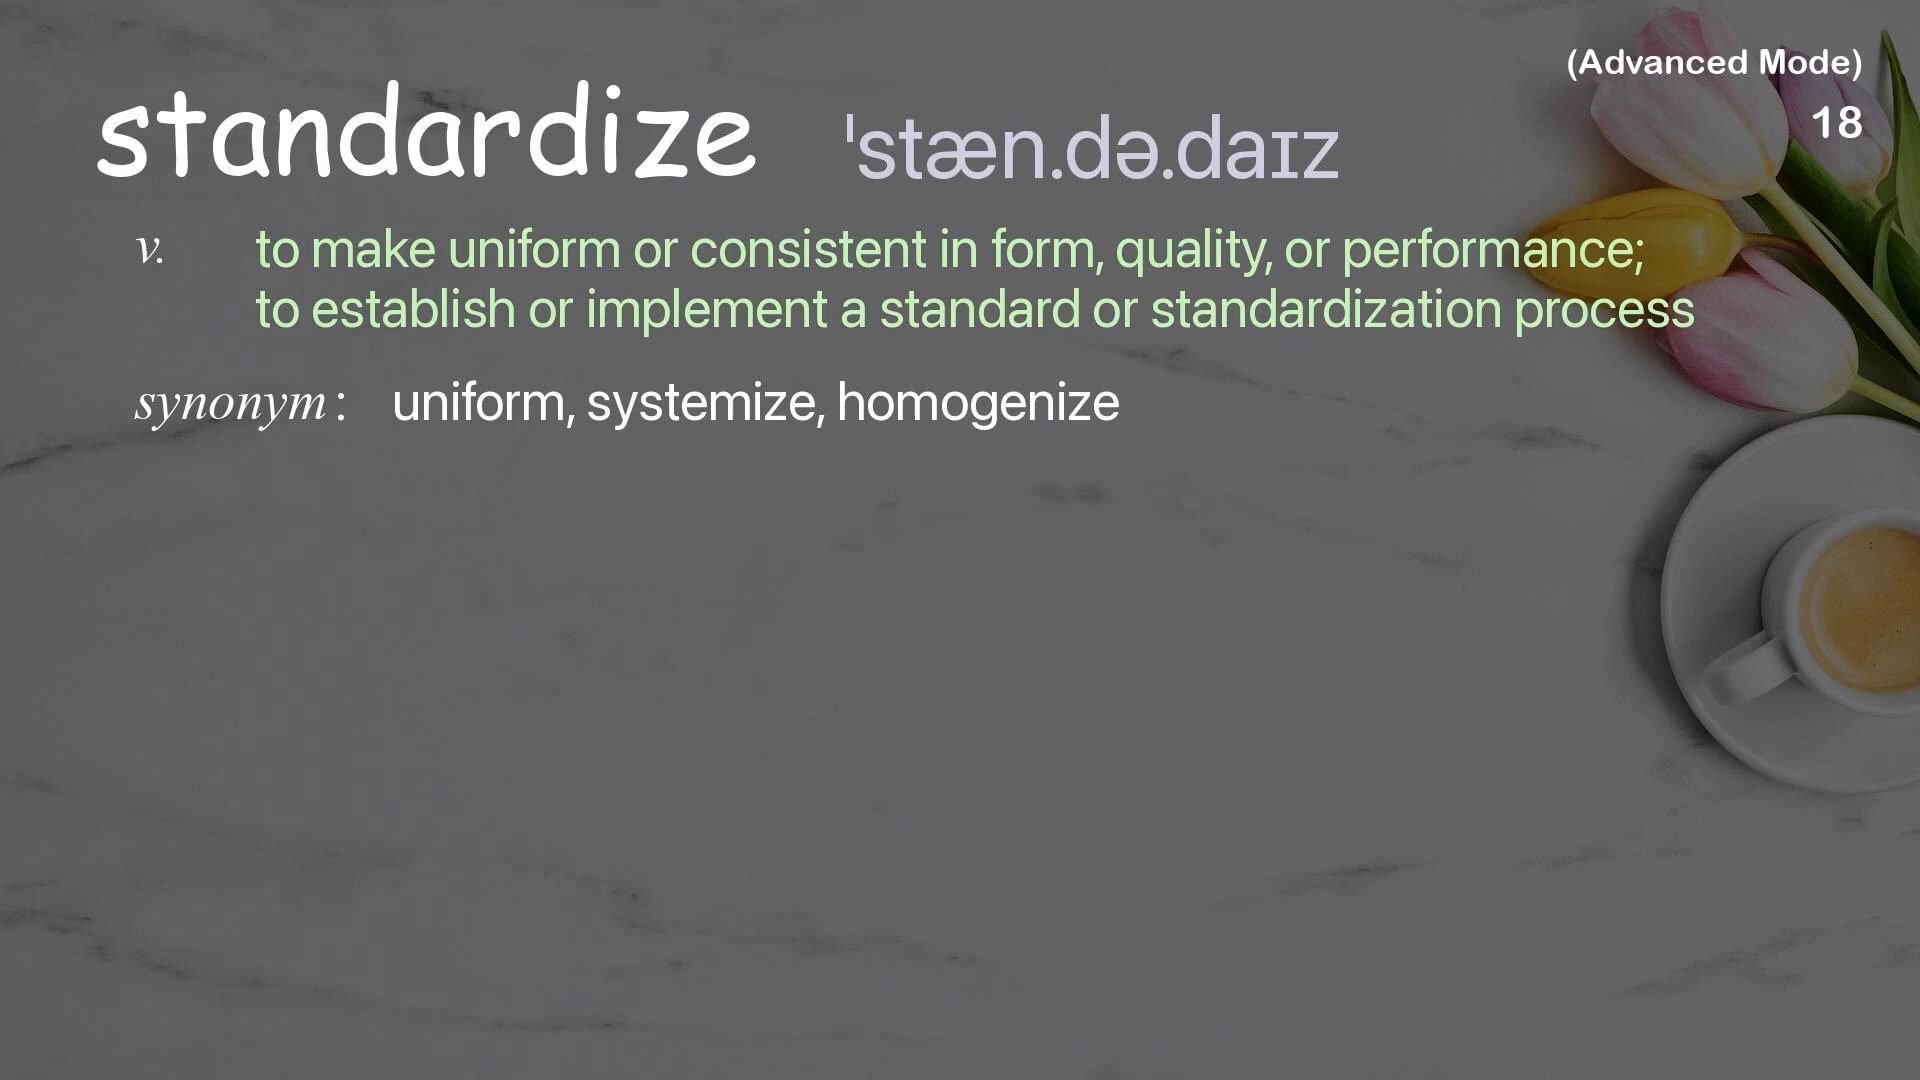 (Advanced Mode)
standardize ˈstæn.də.daɪz 18
v. to make uniform or consistent in form, quality, or performance;
to establish or implement a standard or standardization process
synonym : uniform, systemize, homogenize